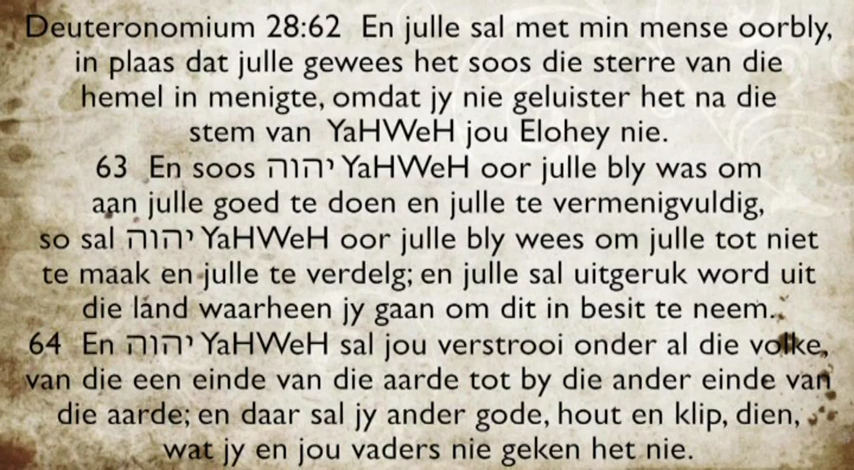 Deuteronomium 28:62 En julle sal met min mense oorbly,
in plaas dat julle gewees het soos die sterre van die
hemel in menigte, omdat jy nie geluister het na die
stem van YaHWeH jou Elohey nie.
63 En soos יהוה YaHWeH oor julle bly was om
aan julle goed te doen en julle te vermenigvuldig,
so sal יהוה YaHWeH oor julle bly wees om julle tot niet
te maak en julle te verdelg; en julle sal uitgeruk word uit
die land waarheen jy gaan om dit in besit te neem.
64 En יהוה YaHWeH sal jou verstrooi onder al die volke,
van die een einde van die aarde tot by die ander einde van
die aarde; en daar sal jy ander gode, hout en klip, dien,
wat jy en jou vaders nie geken het nie.